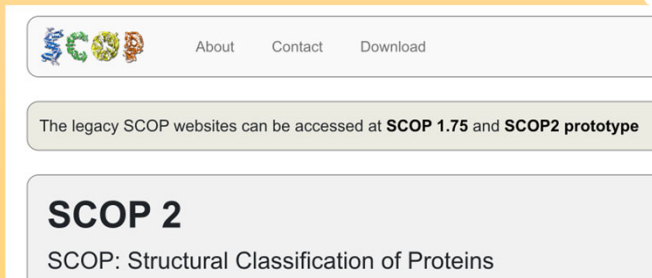 SCOP
About Contact Download
The legacy SCOP websites can be accessed at SCOP 1.75 and SCOP2 prototype
SCOP 2
SCOP: Structural Classification of Proteins